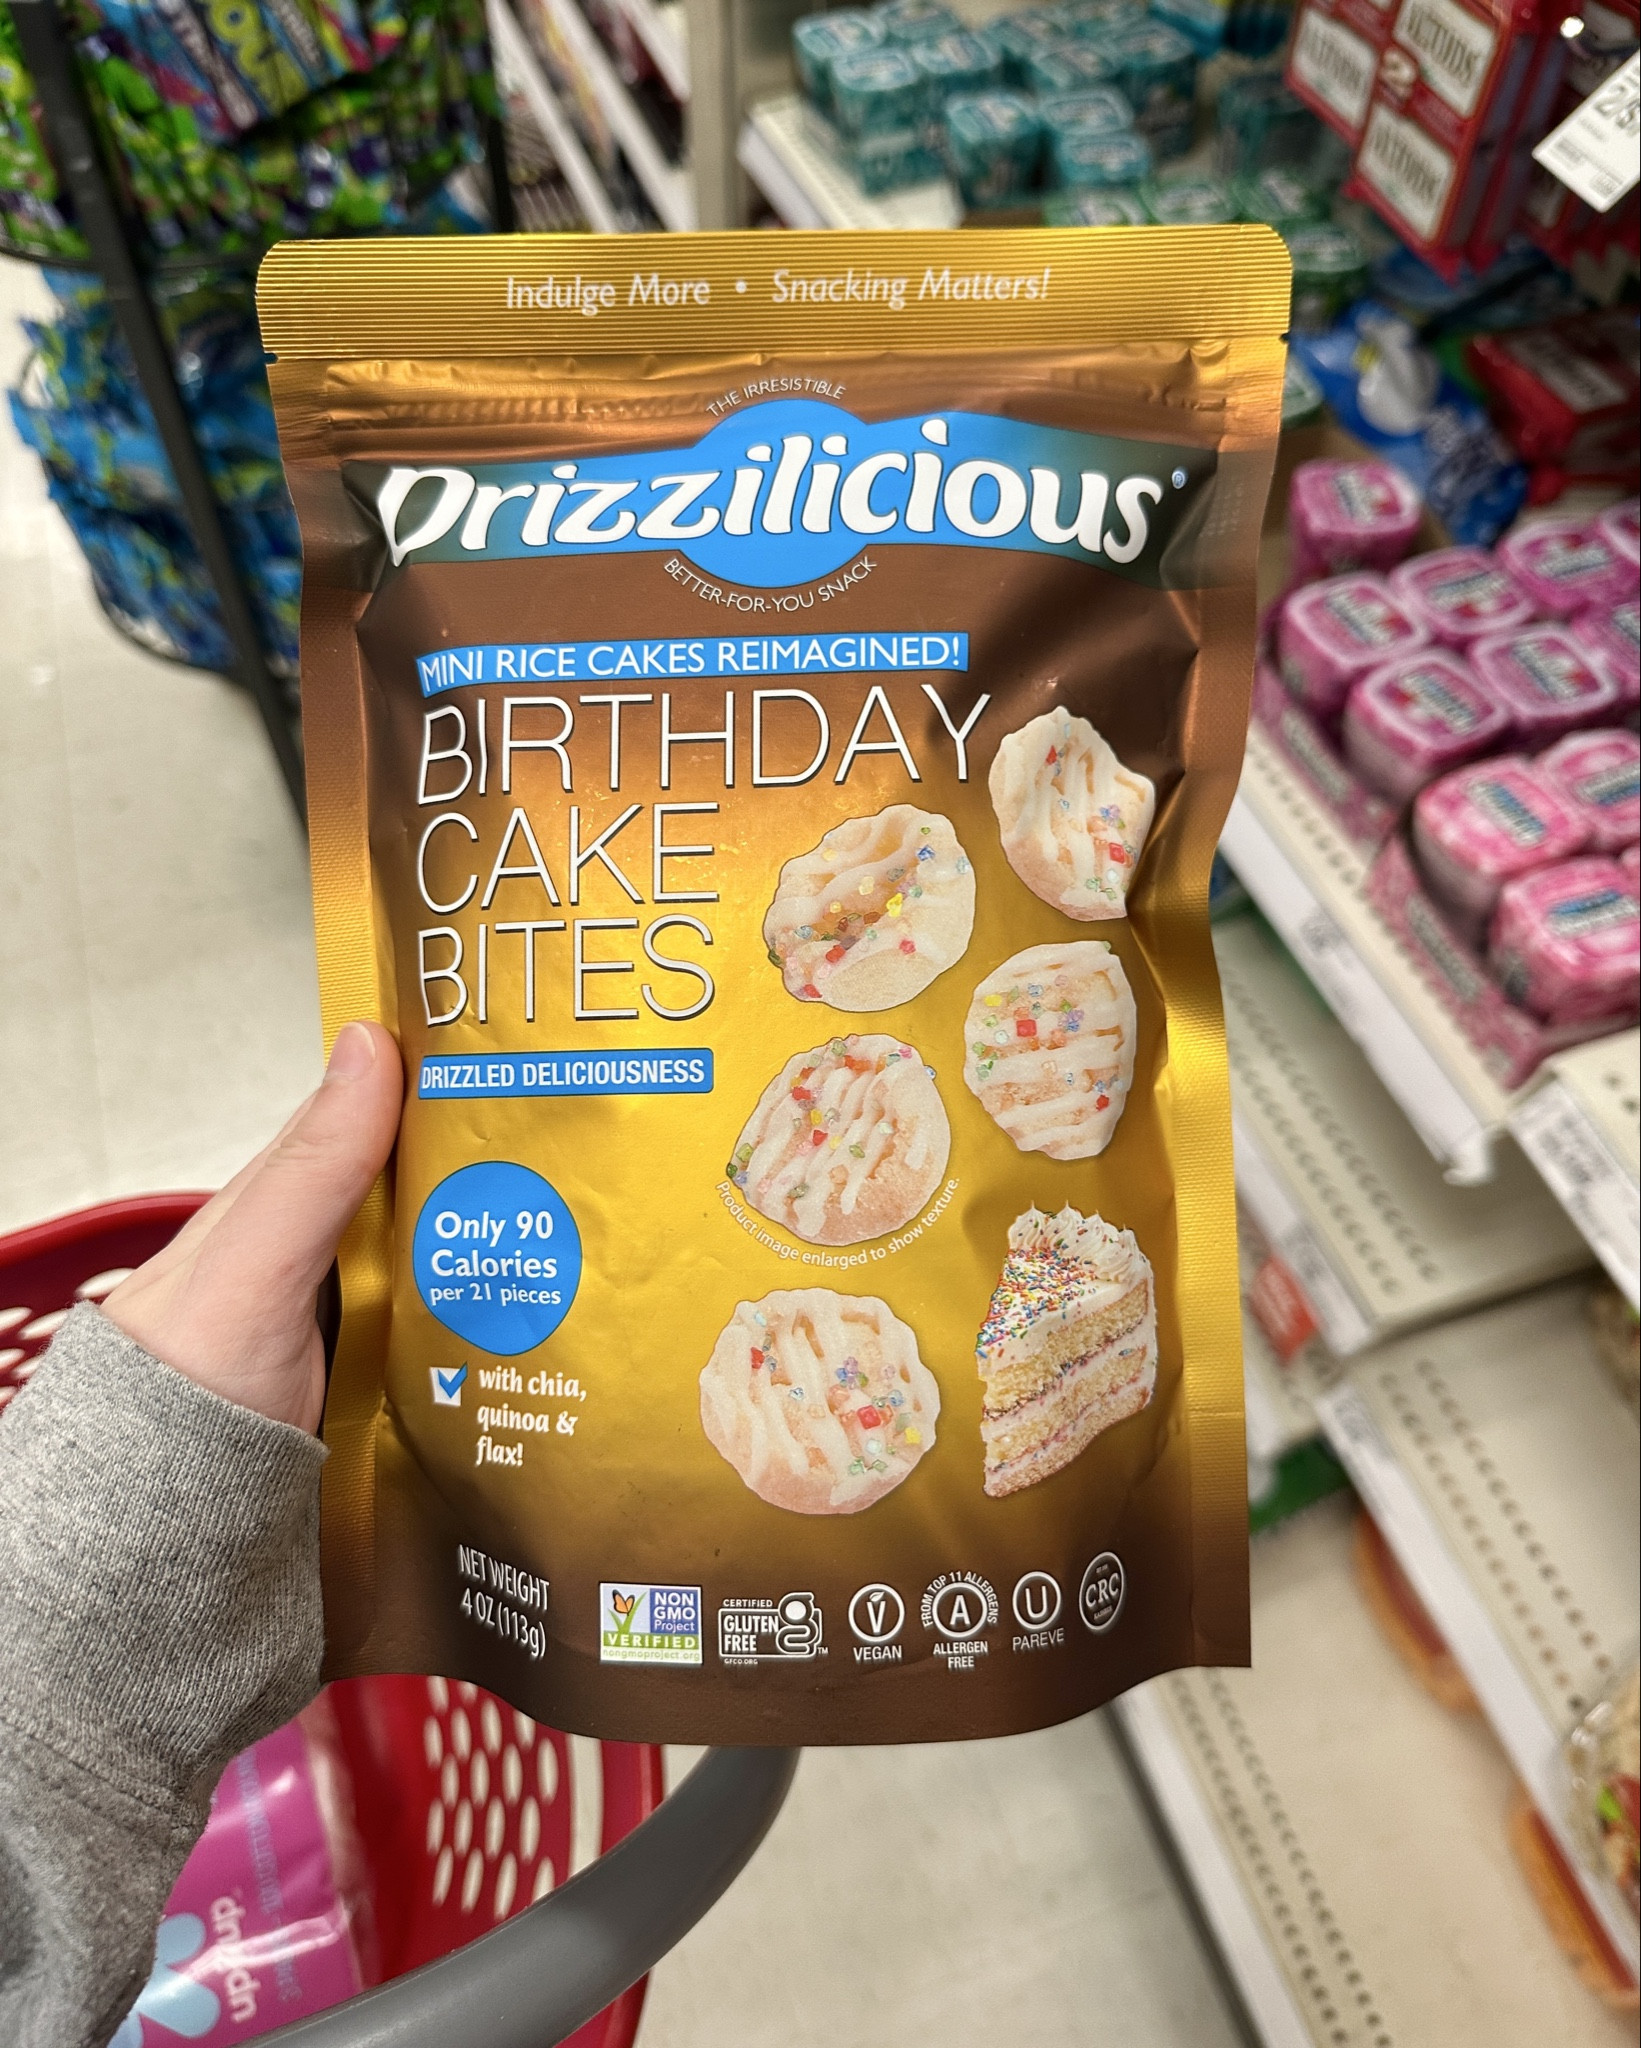 Indulge More • Snacking Matters!
THE IRRESISTIBLE
Drizzilicious®
BETTER-FOR-YOU SNACK
MINI RICE CAKES REIMAGINED!
BIRTHDAY
CAKE
BITES
DRIZZLED DELICIOUSNESS
Only 90
Calories
per 21 pieces
with chia,
quinoa &
flax!
Product image enlarged to show texture.
NET WEIGHT
4 OZ (113g)
NON
GMO
Project
VERIFIED
nongmoproject.org
CERTIFIED
GLUTEN
FREE
GFCO.ORG
TM
V
VEGAN
FROM TOP 11 ALLERGENS
A
ALLERGEN
FREE
U
PAREVE
CRC